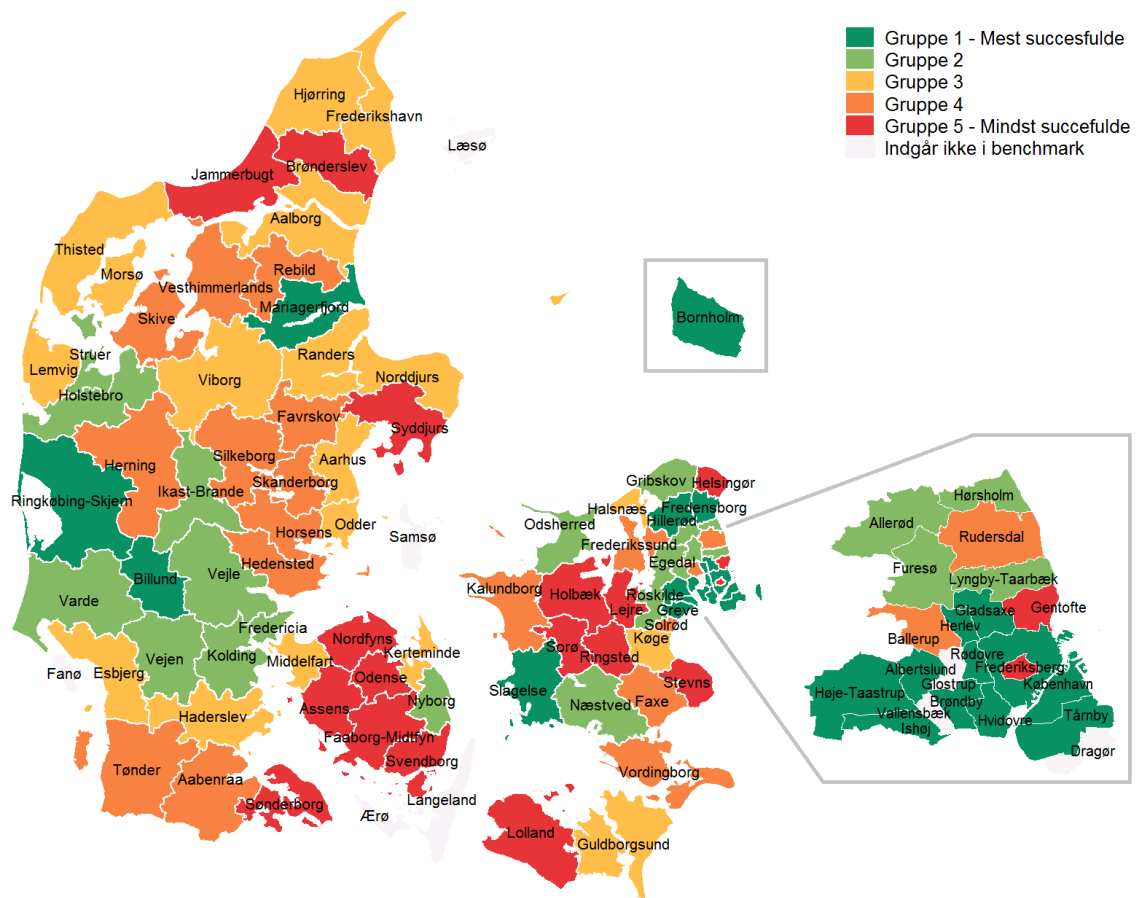 Gruppe 1 - Mest succesfulde
Gruppe 2
Gruppe 3
Gruppe 4
Gruppe 5 - Mindst succefulde
Indgår ikke i benchmark
Hjørring
Frederikshavn
Læsø
Brønderslev
Jammerbugt
Aalborg
Thisted
Morsø
Rebild
Vesthimmerlands
Mariagerfjord
Skive
Bornholm
Struer
Lemvig
Randers
Viborg
Norddjurs
Holstebro
Favrskov
Syddjurs
Silkeborg
Aarhus
Herning
Skanderborg
Ikast-Brande
Ringkøbing-Skjern
Odder
Horsens
Samsø
Hedensted
Billund
Vejle
Varde
Fredericia
Vejen
Kolding
Esbjerg
Fanø
Middelfart
Haderslev
Nordfyns
Kerteminde
Odense
Nyborg
Assens
Faaborg-Midtfyn
Svendborg
Tønder
Aabenraa
Sønderborg
Langeland
Ærø
Gribskov
Helsingør
Halsnæs
Fredensborg
Hillerød
Odsherred
Frederikssund
Egedal
Kalundborg
Holbæk
Roskilde
Lejre
Greve
Solrød
Køge
Sorø
Ringsted
Stevns
Slagelse
Næstved
Faxe
Vordingborg
Lolland
Guldborgsund
Hørsholm
Allerød
Rudersdal
Furesø
Lyngby-Taarbæk
Gladsaxe
Gentofte
Herlev
Ballerup
Rødovre
Albertslund
Frederiksberg
Glostrup
København
Høje-Taastrup
Brøndby
Vallensbæk
Hvidovre
Tårnby
Ishøj
Dragør